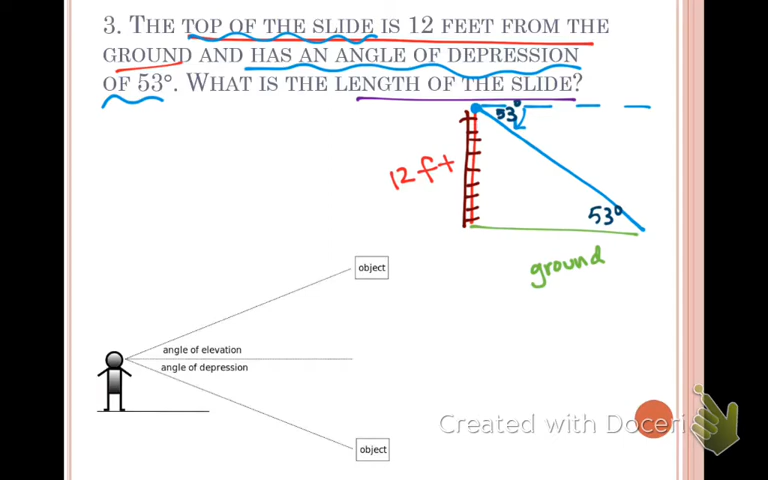 3. THE TOP OF THE SLIDE IS 12 FEET FROM THE
GROUND AND HAS AN ANGLE OF DEPRESSION
OF 53°. WHAT IS THE LENGTH OF THE SLIDE?
53°
12 ft
53°
ground
object
angle of elevation
angle of depression
Created with Doceri
object